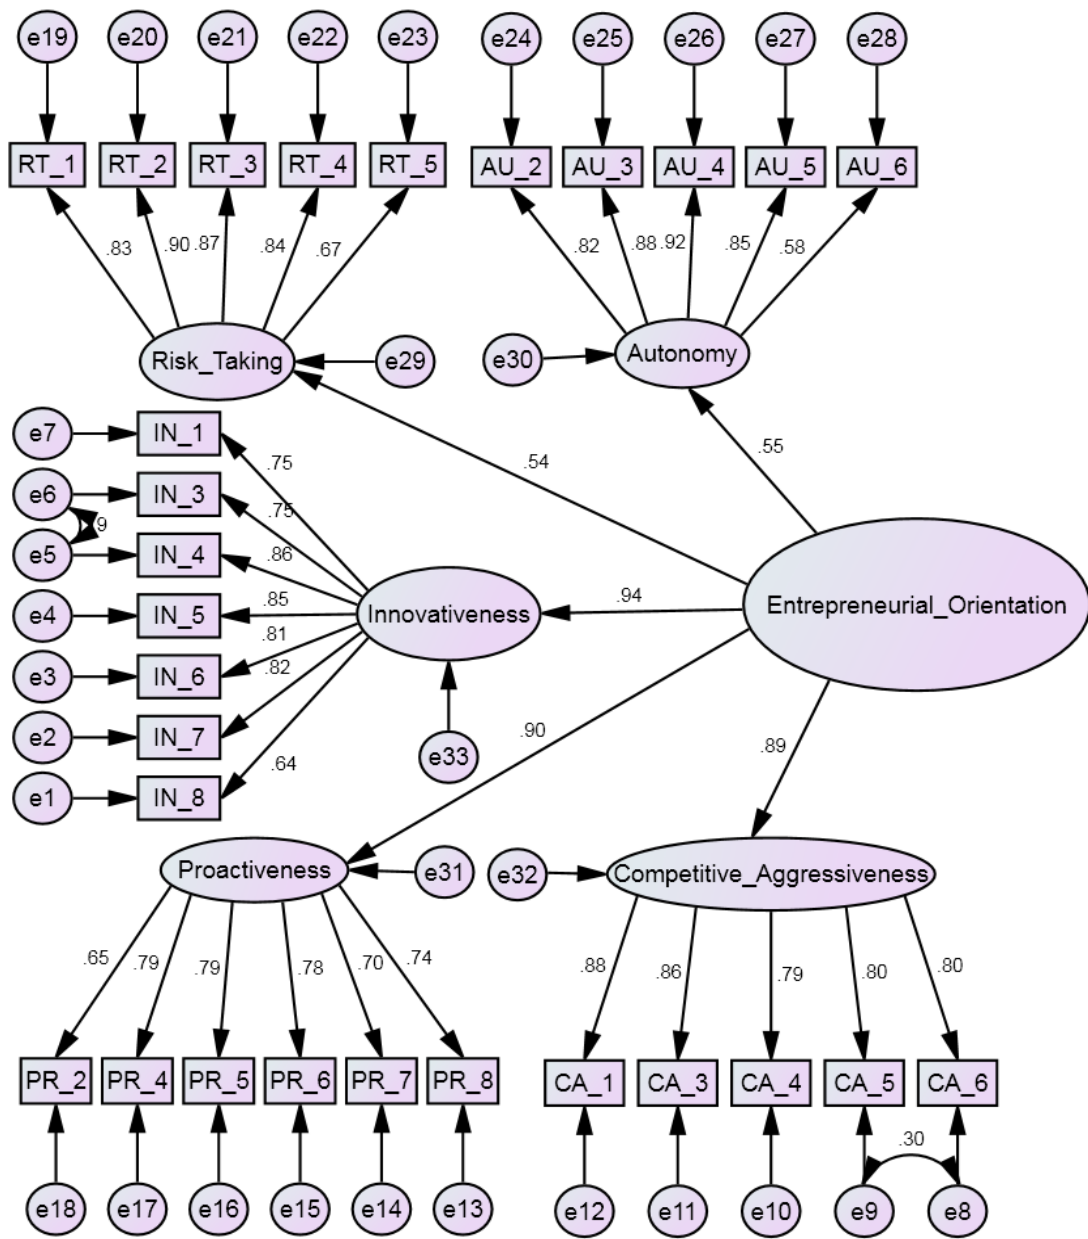 e19 e20 e21 e22 e23 e24 e25 e26 e27 e28
RT_1 RT_2 RT_3 RT_4 RT_5 AU_2 AU_3 AU_4 AU_5 AU_6
.83 .90 .87 .84 .67 .82 .88 .92 .85 .58
Risk_Taking e29 e30 Autonomy
e7 IN_1
.75 .54 .55
e6 IN_3
.75
9
e5 IN_4
.86
.85 .94
e4 IN_5 Innovativeness Entrepreneurial_Orientation
.81
e3 IN_6
.82
e2 IN_7
.64 .90 .89
e33
e1 IN_8
Proactiveness e31 e32 Competitive_Aggressiveness
.65 .79 .79 .78 .70 .74 .88 .86 .79 .80 .80
PR_2 PR_4 PR_5 PR_6 PR_7 PR_8 CA_1 CA_3 CA_4 CA_5 CA_6
.30
e18 e17 e16 e15 e14 e13 e12 e11 e10 e9 e8